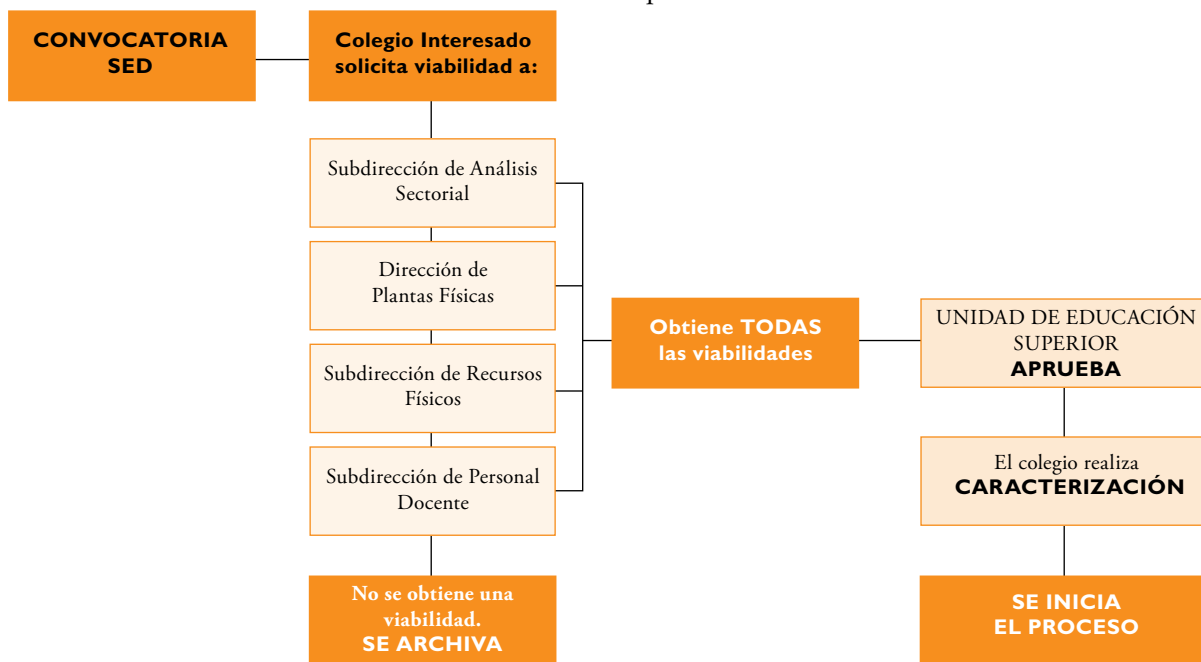 CONVOCATORIA
SED
Colegio Interesado
solicita viabilidad a:
Subdirección de Análisis
Sectorial
Dirección de
Plantas Físicas
Subdirección de Recursos
Físicos
Subdirección de Personal
Docente
No se obtiene una
viabilidad.
SE ARCHIVA
Obtiene TODAS
las viabilidades
UNIDAD DE EDUCACIÓN
SUPERIOR
APRUEBA
El colegio realiza
CARACTERIZACIÓN
SE INICIA
EL PROCESO